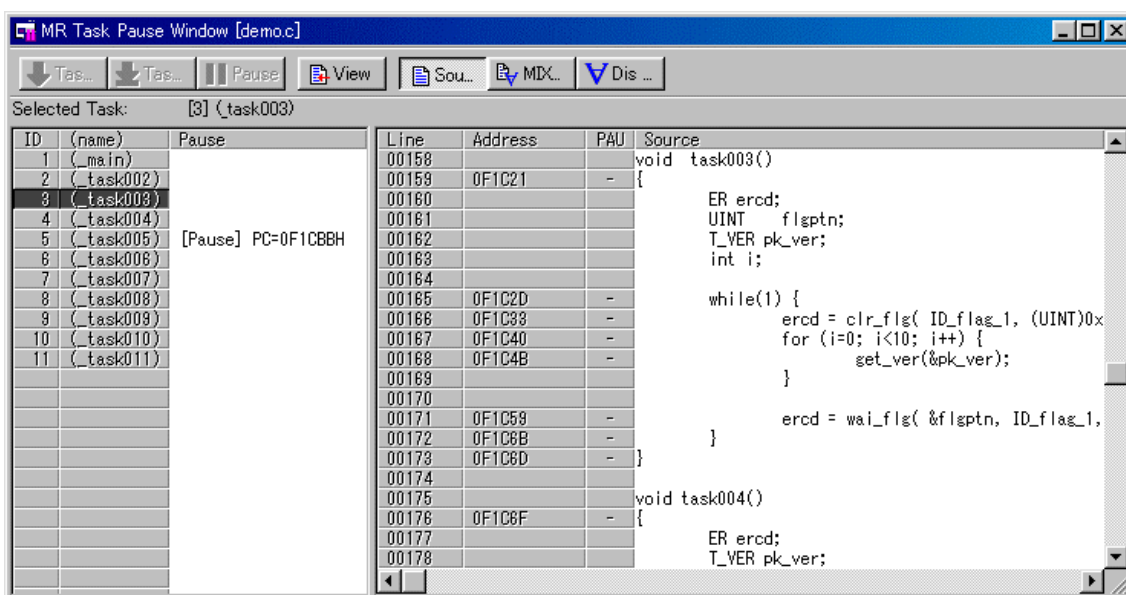 MR Task Pause Window [demo.c]
Tas... Tas... Pause View Sou... MIX... Dis ...
Selected Task: [3] (_task003)
ID (name) Pause
1 (_main)
2 (_task002)
3 (_task003)
4 (_task004)
5 (_task005) [Pause] PC=0F1CBBH
6 (_task006)
7 (_task007)
8 (_task008)
9 (_task009)
10 (_task010)
11 (_task011)
Line Address PAU Source
00158 void task003()
00159 0F1C21 - {
00160 ER ercd;
00161 UINT flgptn;
00162 T_VER pk_ver;
00163 int i;
00164
00165 0F1C2D - while(1) {
00166 0F1C33 - ercd = clr_flg( ID_flag_1, (UINT)0x
00167 0F1C40 - for (i=0; i<10; i++) {
00168 0F1C4B - get_ver(&pk_ver);
00169 }
00170
00171 0F1C59 - ercd = wai_flg( &flgptn, ID_flag_1,
00172 0F1C6B - }
00173 0F1C6D - }
00174
00175 void task004()
00176 0F1C6F - {
00177 ER ercd;
00178 T_VER pk_ver;